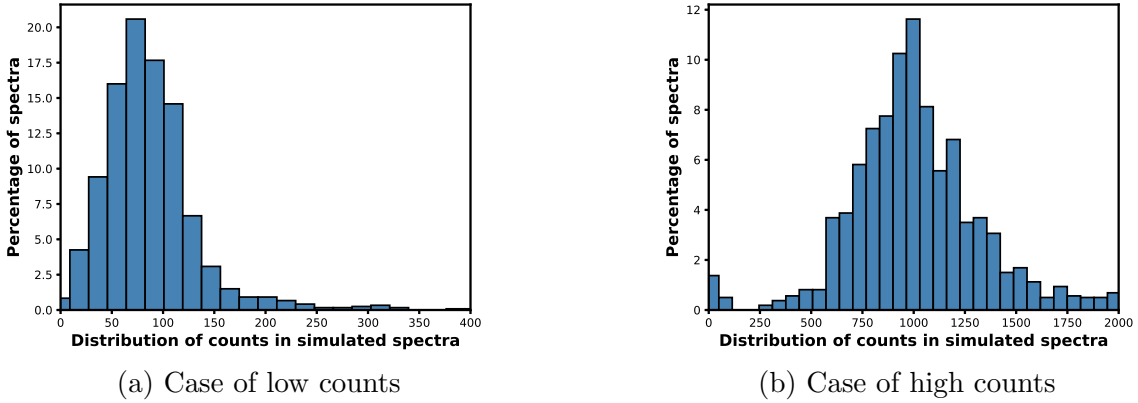 20.0
17.5
15.0
12.5
10.0
7.5
5.0
2.5
0.0
Percentage of spectra
0 50 100 150 200 250 300 350 400
Distribution of counts in simulated spectra
(a) Case of low counts
12
10
8
6
4
2
0
Percentage of spectra
0 250 500 750 1000 1250 1500 1750 2000
Distribution of counts in simulated spectra
(b) Case of high counts